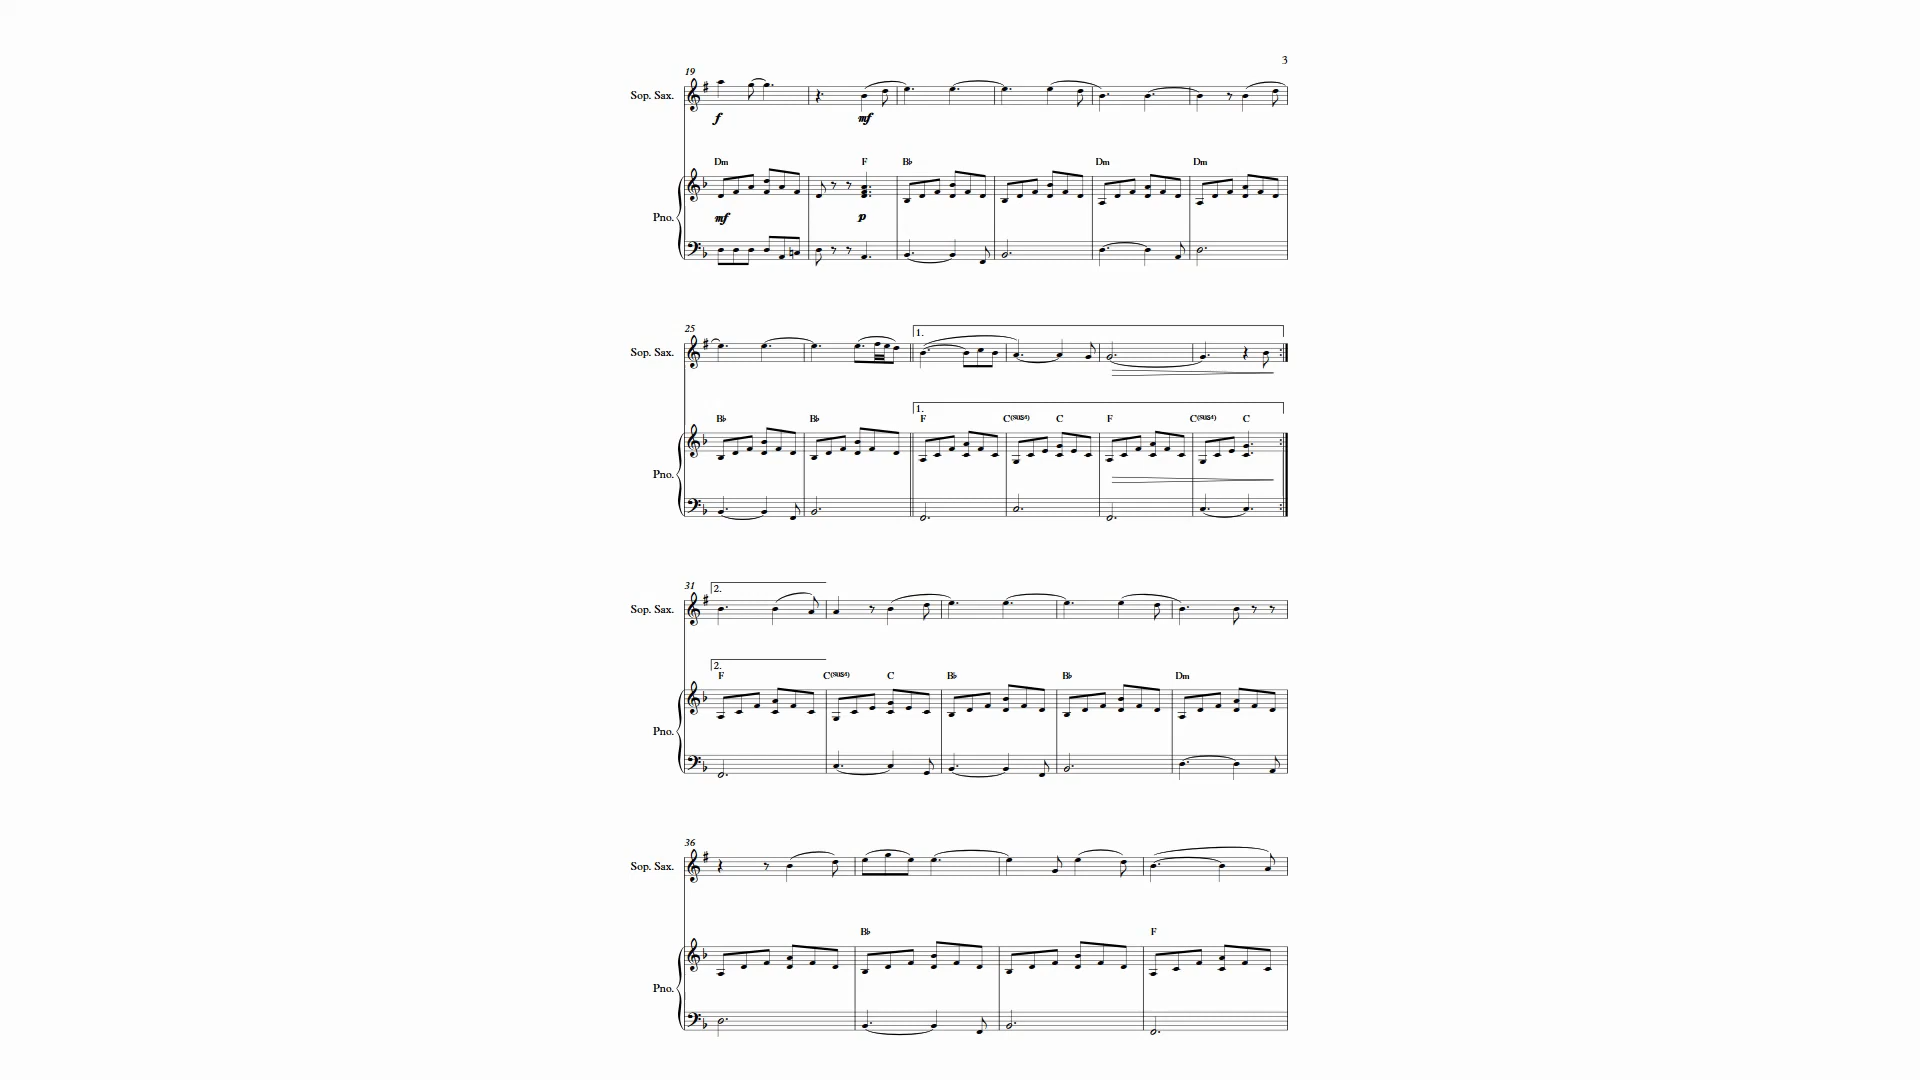 3
19
Sop. Sax.
f mf
Dm F B♭ Dm Dm
Pno.
mf p
25
1.
Sop. Sax.
1.
B♭ B♭ F C(sus4) C F C(sus4) C
Pno.
31
2.
Sop. Sax.
2.
F C(sus4) C B♭ B♭ Dm
Pno.
36
Sop. Sax.
B♭ F
Pno.